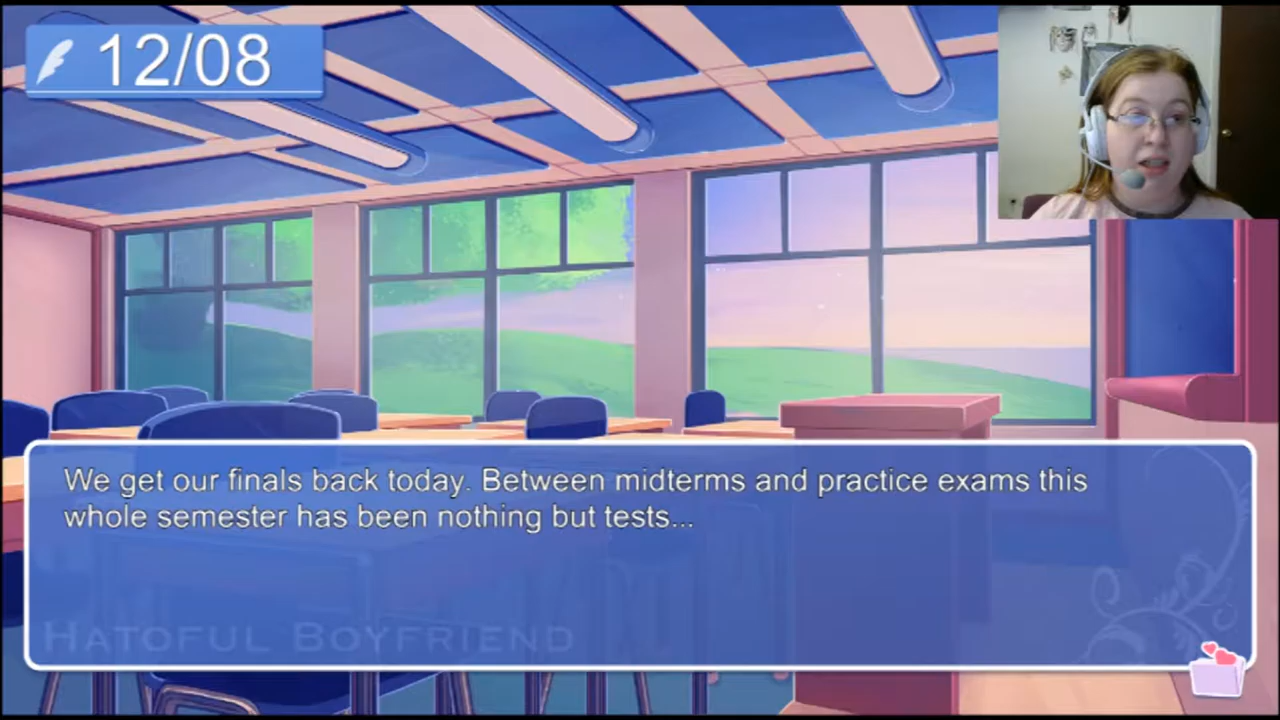 12/08
We get our finals back today. Between midterms and practice exams this
whole semester has been nothing but tests...
HATOFUL BOYFRIEND